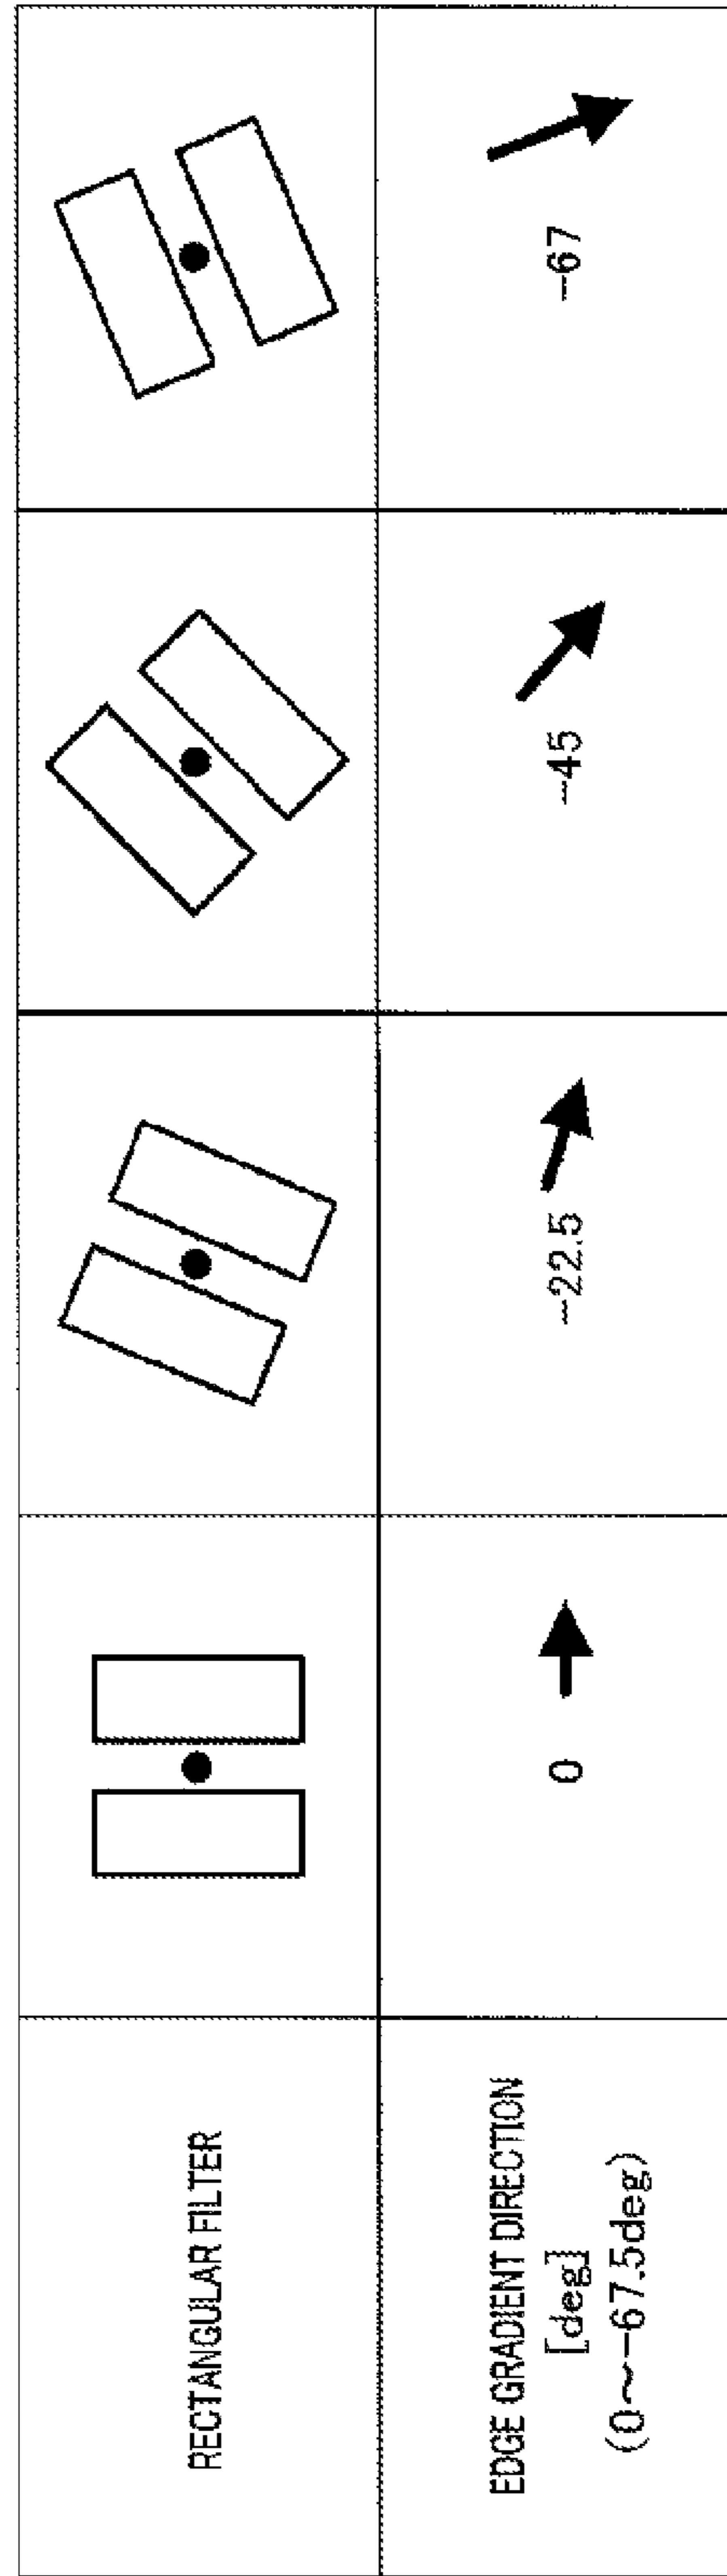 RECTANGULAR FILTER
EDGE GRADIENT DIRECTION
[deg]
(0～-67.5deg)
0
-22.5
-45
-67